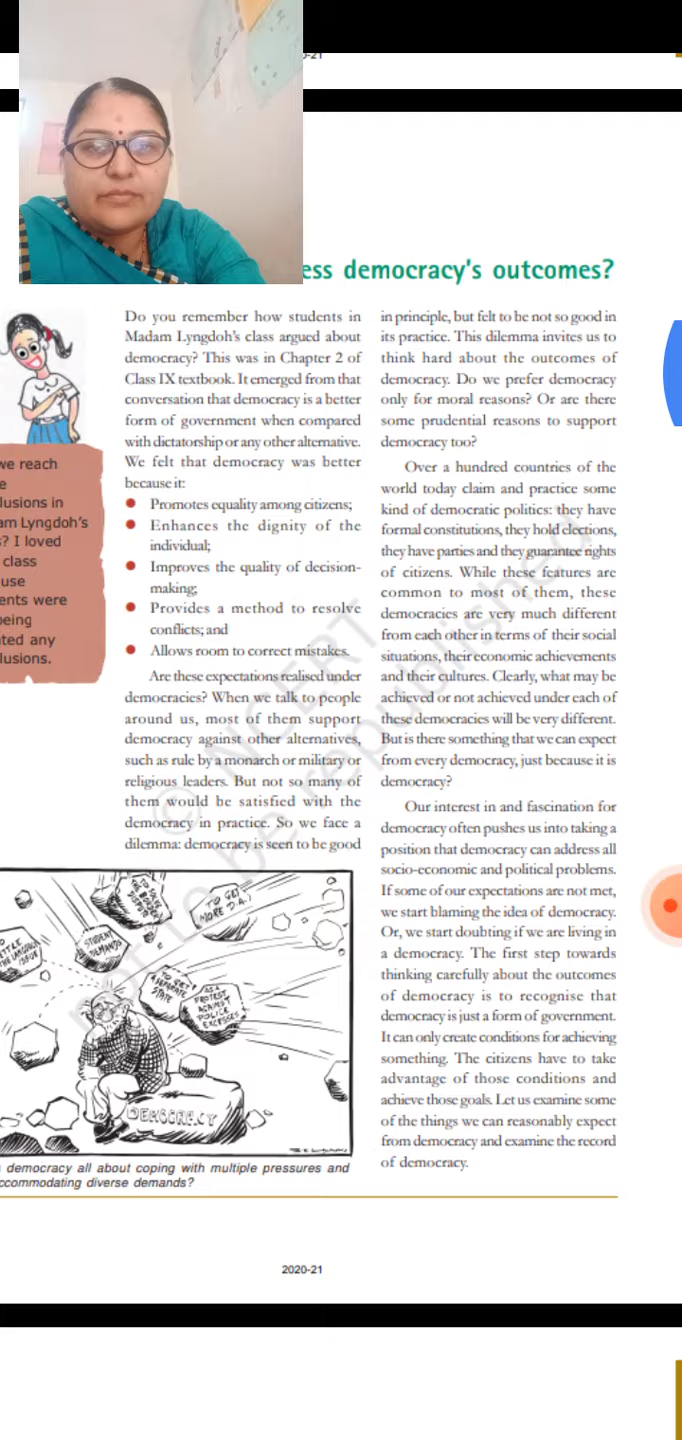 0-21
ess democracy's outcomes?
Do you remember how students in
Madam Lyngdoh's class argued about
democracy? This was in Chapter 2 of
Class IX textbook. It emerged from that
conversation that democracy is a better
form of government when compared
with dictatorship or any other alternative.
We felt that democracy was better
because it:
● Promotes equality among citizens;
● Enhances the dignity of the
individual;
● Improves the quality of decision-
making;
● Provides a method to resolve
conflicts; and
● Allows room to correct mistakes.
Are these expectations realised under
democracies? When we talk to people
around us, most of them support
democracy against other alternatives,
such as rule by a monarch or military or
religious leaders. But not so many of
them would be satisfied with the
democracy in practice. So we face a
dilemma: democracy is seen to be good
in principle, but felt to be not so good in
its practice. This dilemma invites us to
think hard about the outcomes of
democracy. Do we prefer democracy
only for moral reasons? Or are there
some prudential reasons to support
democracy too?
Over a hundred countries of the
world today claim and practice some
kind of democratic politics: they have
formal constitutions, they hold elections,
they have parties and they guarantee rights
of citizens. While these features are
common to most of them, these
democracies are very much different
from each other in terms of their social
situations, their economic achievements
and their cultures. Clearly, what may be
achieved or not achieved under each of
these democracies will be very different.
But is there something that we can expect
from every democracy, just because it is
democracy?
Our interest in and fascination for
democracy often pushes us into taking a
position that democracy can address all
socio-economic and political problems.
If some of our expectations are not met,
we start blaming the idea of democracy.
Or, we start doubting if we are living in
a democracy. The first step towards
thinking carefully about the outcomes
of democracy is to recognise that
democracy is just a form of government.
It can only create conditions for achieving
something. The citizens have to take
advantage of those conditions and
achieve those goals. Let us examine some
of the things we can reasonably expect
from democracy and examine the record
of democracy.
we reach
e
lusions in
am Lyngdoh's
s? I loved
class
use
ents were
being
ated any
lusions.
TO GET
MORE D.A.!
STUDENT
DEMANDS
THE LANGUAGE
ISSUE
TO GET
SEPARATE
STATE
AS A
PROTEST
AGAINST
POLICE
EXCESSES
DEMOCRACY
democracy all about coping with multiple pressures and
ccommodating diverse demands?
© NCERT
not to be republished
2020-21